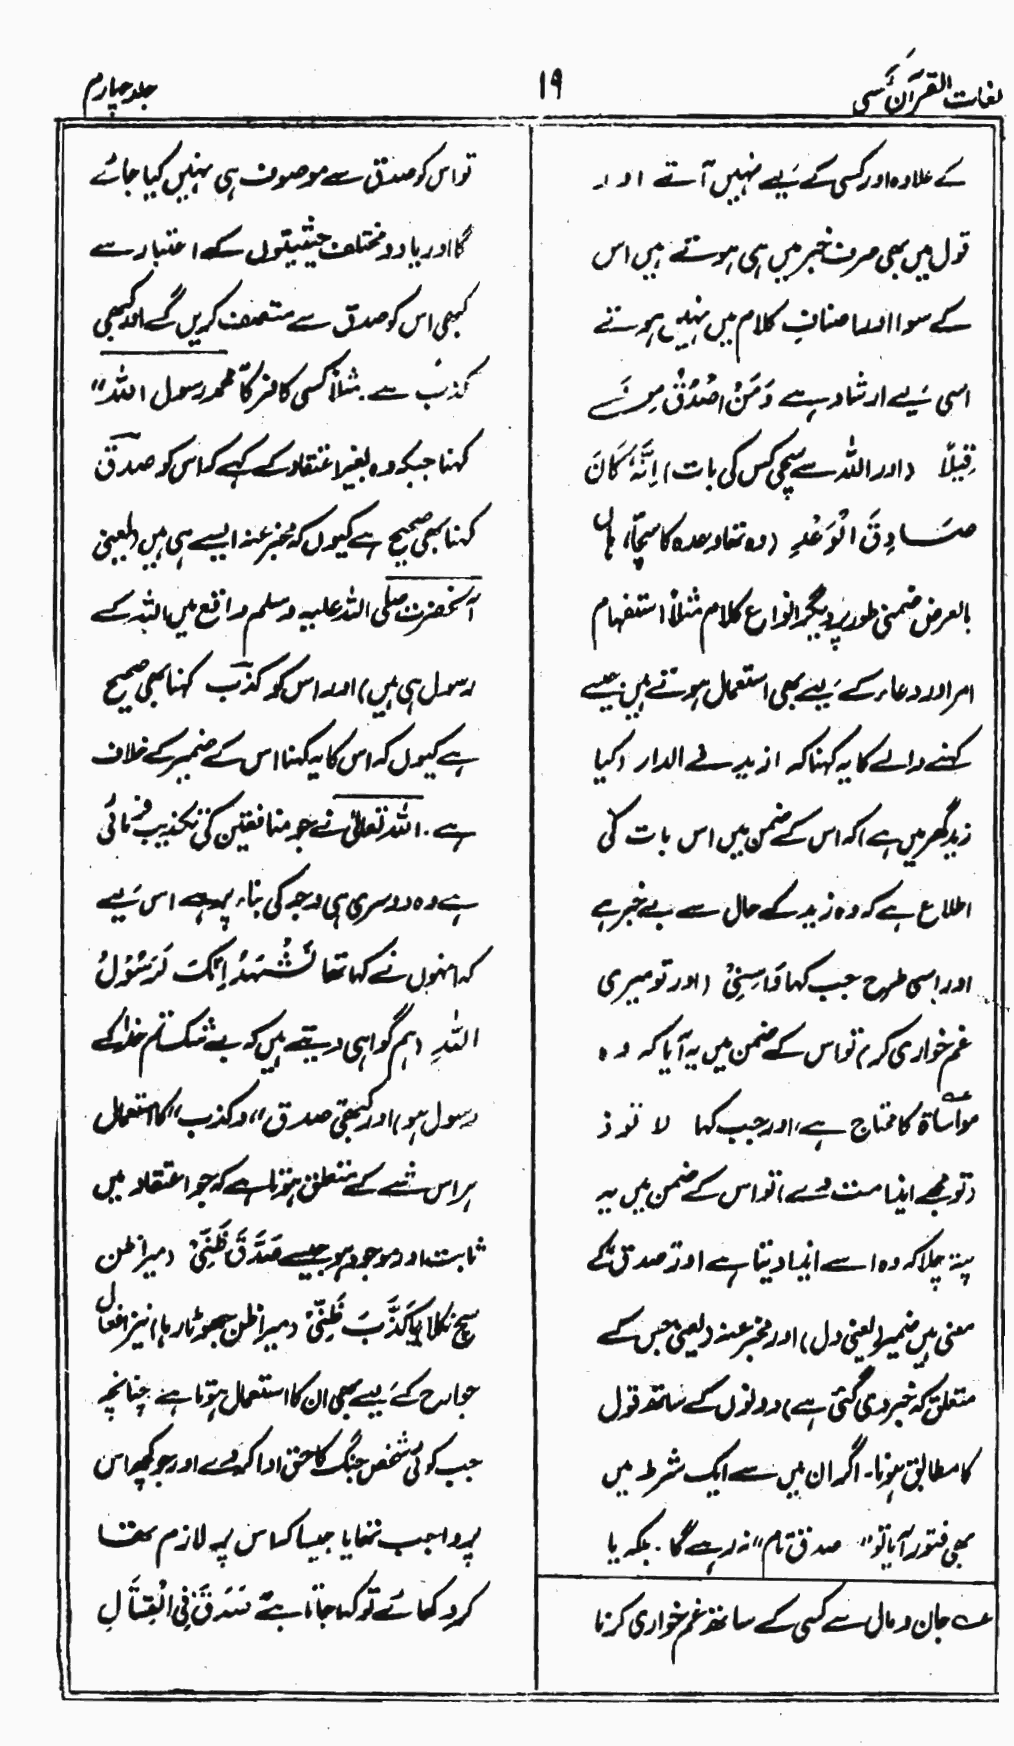 لغات القرآن
۱۹
جلد چہارم
کے علاوہ اور کسی کے لیے نہیں آتے اور
قول میں بھی صرف خبر میں ہی ہوتے ہیں اس
کے سوا اور اصناف کلام میں نہیں ہوتے
اسی لیے ارشاد ہے وَمَنْ اَصْدَقُ مِنَ
قِیْلًا (اور اللہ سے سچی کس کی بات) اِنَّهٗ کَانَ
صَادِقَ الْوَعْدِ (وہ تھا وعدہ کا سچّا) ہاں
بالعرض ضمنی طور پر دیگر انواع کلام مثلاً استفہام
امر اور دعاء کے لیے بھی استعمال ہوتے ہیں جیسے
کہنے والے کا یہ کہنا کہ ازید فی الدار (کیا
زید گھر میں ہے) کہ اس کے ضمن میں اس بات کی
اطلاع ہے کہ وہ زید کے حال سے بے خبر ہے
اور اسی طرح جب کہا وَاسِنِیْ (اور تو میری
غم خواری کر) تو اس کے ضمن میں یہ آیا کہ وہ
مواساۃ کا محتاج ہے، اور جب کہا لا تؤذ
(تو مجھے ایذا مت دے) تو اس کے ضمن میں یہ
پتہ چلا کہ وہ اسے ایذا دیتا ہے اور صدق کے
معنی ہیں ضمیر (یعنی دل) اور مخبر عنہ (یعنی جس کے
متعلق کہ خبر دی گئی ہے) دونوں کے ساتھ قول
کا مطابق ہونا۔ اگر ان میں سے ایک شرط میں
بھی فتور آیا تو "صدق تام" نہ رہے گا۔ بلکہ یا
عہ جان و مال سے کسی کے ساتھ غم خواری کرنا
تو اس کو صدق سے موصوف ہی نہیں کیا جائے
گا اور یا دو مختلف حیثیتوں کے اعتبار سے
کبھی اس کو صدق سے متصف کریں گے اور کبھی
کذب سے۔ مثلاً کسی کافر کا "محمد رسول اللہ"
کہنا جبکہ وہ بغیر اعتقاد کے کہے کہ اس کو صدق
کہنا بھی صحیح ہے کیوں کہ مخبر عنہ ایسے ہی ہیں (یعنی
آنحضرت صلی اللہ علیہ وسلم واقع میں اللہ کے
رسول ہی ہیں) اور اس کو کذب کہنا بھی صحیح
ہے کیوں کہ اس کا یہ کہنا اس کے ضمیر کے خلاف
ہے۔ اللہ تعالیٰ نے جو منافقین کی تکذیب فرمائی
ہے وہ دوسری ہی وجہ کی بناء پر ہے اس لیے
کہ انہوں نے کہا تھا نَشْهَدُ اِنَّکَ لَرَسُوْلُ
اللّٰهِ (ہم گواہی دیتے ہیں کہ بے شک تم خدا کے
رسول ہو) اور کبھی صدق" و کذب" کا استعمال
ہر اس شے کے متعلق ہوتا ہے کہ جو اعتقاد میں
ثابت اور موجود ہو جیسے صَدَّقَ ظَنِّیْ (میرا ظن
سچ نکلا) یا کَذَّبَ ظَنِّیْ (میرا ظن جھوٹا رہا) نیز افعال
جوارح کے لیے بھی ان کا استعمال ہوتا ہے چنانچہ
جب کوئی شخص جنگ کا حق ادا کر دے اور جو کچھ اس
پر واجب تھا یا جیسا کہ اس پر لازم تھا
کر دکھائے تو کہا جاتا ہے صَدَقَ فِی الْقِتَالِ